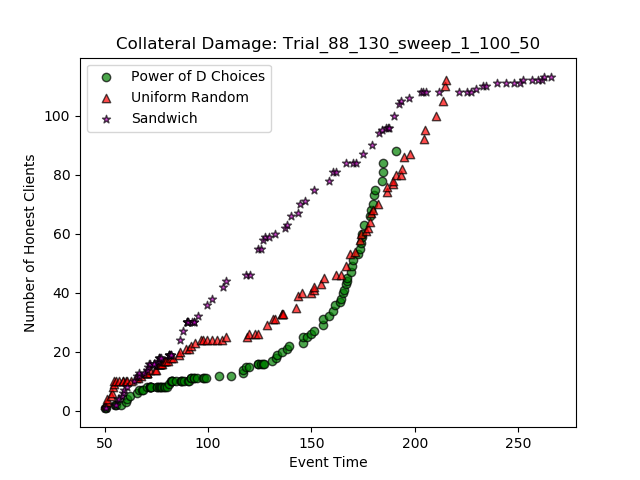 Collateral Damage: Trial_88_130_sweep_1_100_50
Power of D Choices
Uniform Random
Sandwich
Number of Honest Clients
100
80
60
40
20
0
50 100 150 200 250
Event Time